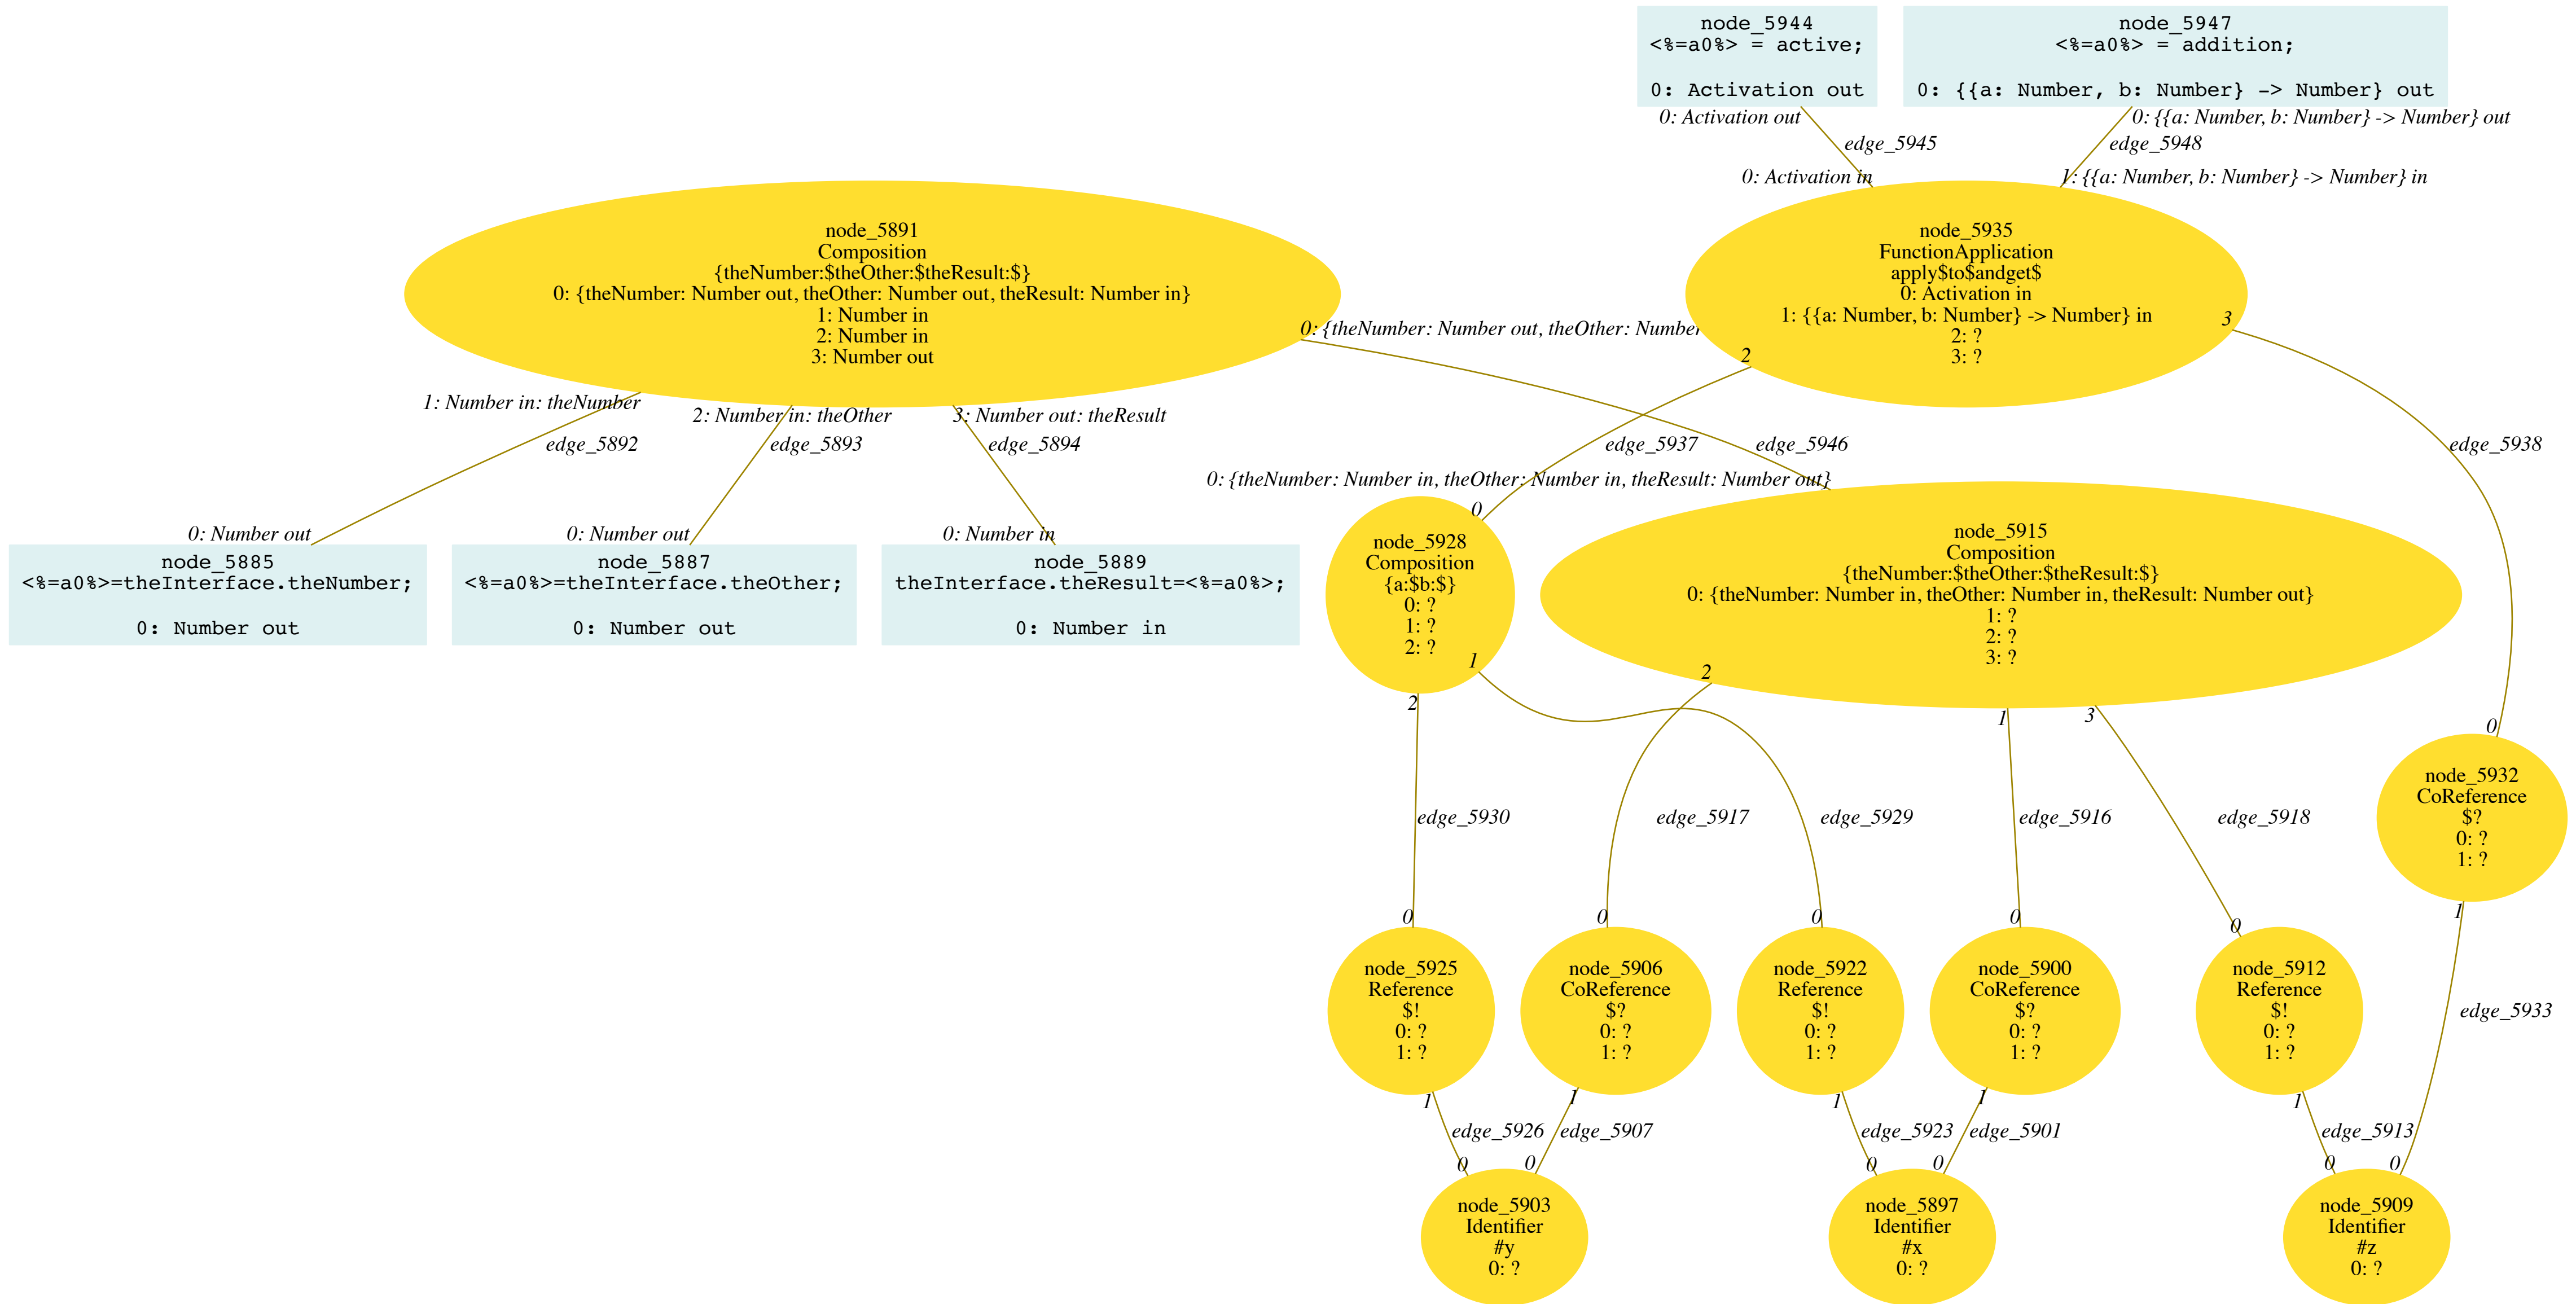 node_5944
<%=a0%> = active;
0: Activation out
node_5947
<%=a0%> = addition;
0: {{a: Number, b: Number} -> Number} out
0: Activation out
0: {{a: Number, b: Number} -> Number} out
edge_5945
edge_5948
0: Activation in
1: {{a: Number, b: Number} -> Number} in
node_5891
Composition
{theNumber:$theOther:$theResult:$}
0: {theNumber: Number out, theOther: Number out, theResult: Number in}
1: Number in
2: Number in
3: Number out
node_5935
FunctionApplication
apply$to$andget$
0: Activation in
1: {{a: Number, b: Number} -> Number} in
2: ?
3: ?
0: {theNumber: Number out, theOther: Number
2
3
1: Number in: theNumber
2: Number in: theOther
3: Number out: theResult
edge_5892
edge_5893
edge_5894
edge_5937
edge_5946
edge_5938
0: {theNumber: Number in, theOther: Number in, theResult: Number out}
0
0: Number out
0: Number out
0: Number in
node_5885
<%=a0%>=theInterface.theNumber;
0: Number out
node_5887
<%=a0%>=theInterface.theOther;
0: Number out
node_5889
theInterface.theResult=<%=a0%>;
0: Number in
node_5928
Composition
{a:$b:$}
0: ?
1: ?
2: ?
node_5915
Composition
{theNumber:$theOther:$theResult:$}
0: {theNumber: Number in, theOther: Number in, theResult: Number out}
1: ?
2: ?
3: ?
1
2
2
1
3
0
node_5932
CoReference
$?
0: ?
1: ?
edge_5930
edge_5917
edge_5929
edge_5916
edge_5918
0
0
0
0
0
1
node_5925
Reference
$!
0: ?
1: ?
node_5906
CoReference
$?
0: ?
1: ?
node_5922
Reference
$!
0: ?
1: ?
node_5900
CoReference
$?
0: ?
1: ?
node_5912
Reference
$!
0: ?
1: ?
edge_5933
1
1
1
1
1
edge_5926
edge_5907
edge_5923
edge_5901
edge_5913
0
0
0
0
0
0
node_5903
Identifier
#y
0: ?
node_5897
Identifier
#x
0: ?
node_5909
Identifier
#z
0: ?